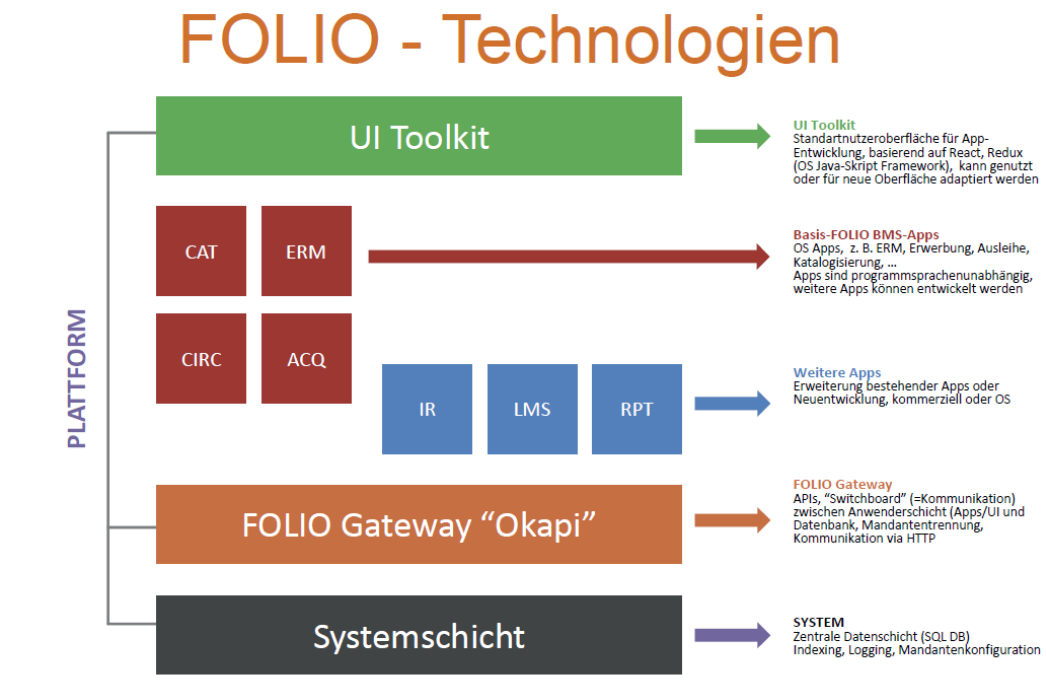 FOLIO - Technologien
UI Toolkit
UI Toolkit
Standartnutzeroberfläche für App-
Entwicklung, basierend auf React, Redux
(OS Java-Skript Framework), kann genutzt
oder für neue Oberfläche adaptiert werden
CAT
ERM
Basis-FOLIO BMS-Apps
OS Apps, z. B. ERM, Erwerbung, Ausleihe,
Katalogisierung, ...
Apps sind programmsprachenunabhängig,
weitere Apps können entwickelt werden
PLATTFORM
CIRC
ACQ
IR
LMS
RPT
Weitere Apps
Erweiterung bestehender Apps oder
Neuentwicklung, kommerziell oder OS
FOLIO Gateway “Okapi”
FOLIO Gateway
APIs, “Switchboard” (=Kommunikation)
zwischen Anwenderschicht (Apps/UI und
Datenbank, Mandantentrennung,
Kommunikation via HTTP
Systemschicht
SYSTEM
Zentrale Datenschicht (SQL DB)
Indexing, Logging, Mandantenkonfiguration